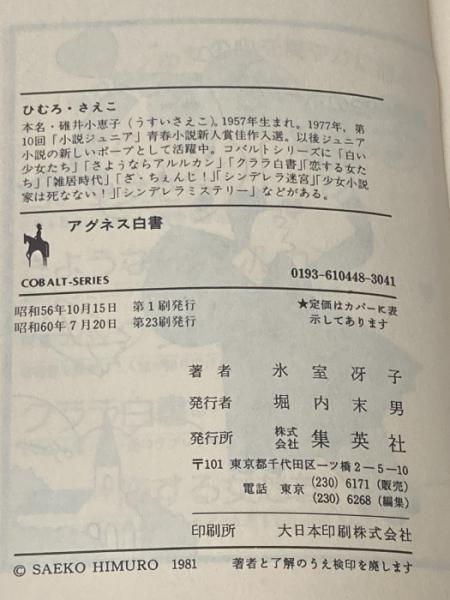 ひむろ・さえこ
本名・碓井小恵子（うすいさえこ）。1957年生まれ。1977年、第
10回「小説ジュニア」青春小説新人賞佳作入選。以後ジュニア
小説の新しいホープとして活躍中。コバルトシリーズに「白い
少女たち」「さようならアルルカン」「クララ白書」「恋する女た
ち」「雑居時代」「ざ・ちぇんじ！」「シンデレラ迷宮」「少女小説
家は死なない！」「シンデレラミステリー」などがある。
アグネス白書
COBALT-SERIES
0193-610448-3041
昭和56年10月15日 第1刷発行
昭和60年7月20日 第23刷発行
★定価はカバーに表
示してあります
著者 氷室冴子
発行者 堀内末男
発行所 株式会社 集英社
〒101 東京都千代田区一ツ橋2－5－10
電話 東京 (230) 6171 (販売)
(230) 6268 (編集)
印刷所 大日本印刷株式会社
© SAEKO HIMURO 1981
著者と了解のうえ検印を廃します